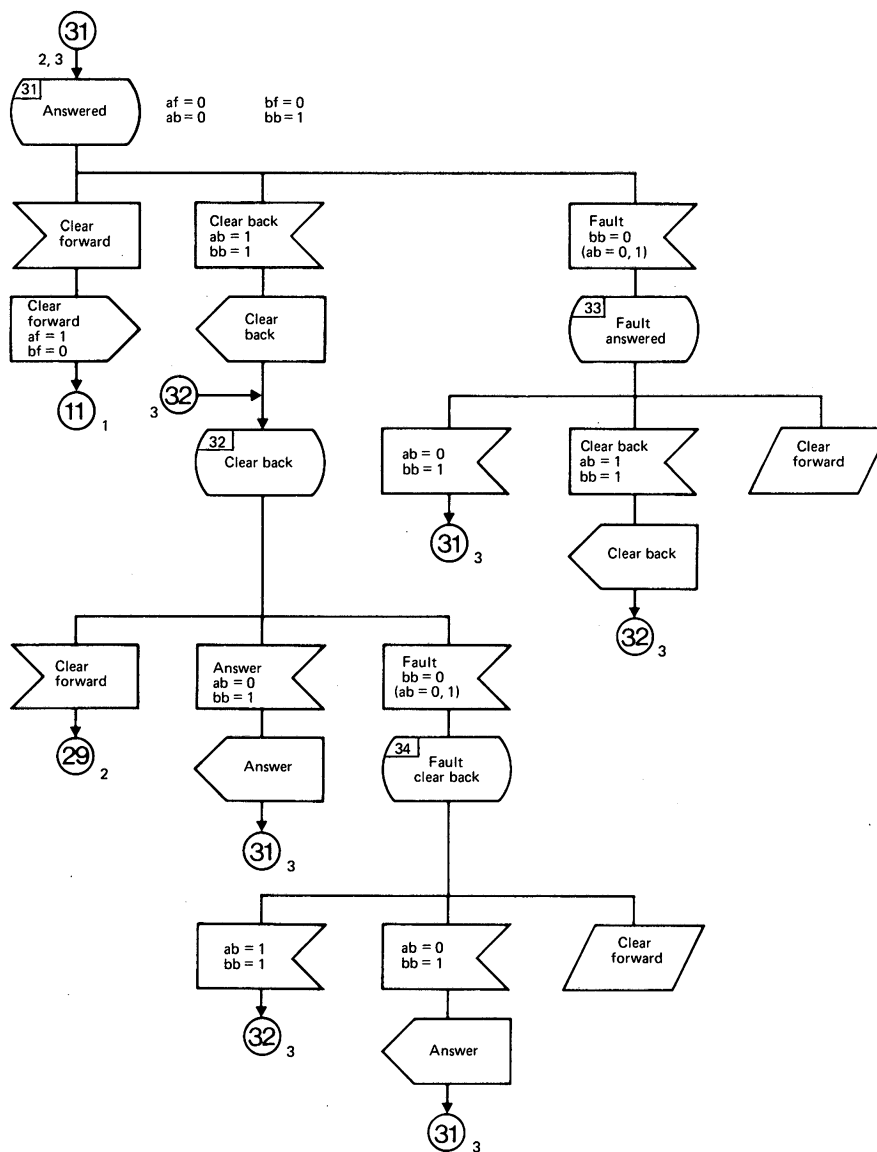 31
2, 3
31
Answered
af = 0 bf = 0
ab = 0 bb = 1
Clear
forward
Clear back
ab = 1
bb = 1
Fault
bb = 0
(ab = 0, 1)
Clear
forward
af = 1
bf = 0
Clear
back
33
Fault
answered
11
1
32
3
32
Clear back
ab = 0
bb = 1
Clear back
ab = 1
bb = 1
Clear
forward
31
3
Clear back
32
3
Clear
forward
Answer
ab = 0
bb = 1
Fault
bb = 0
(ab = 0, 1)
29
2
Answer
34
Fault
clear back
31
3
ab = 1
bb = 1
ab = 0
bb = 1
Clear
forward
32
3
Answer
31
3